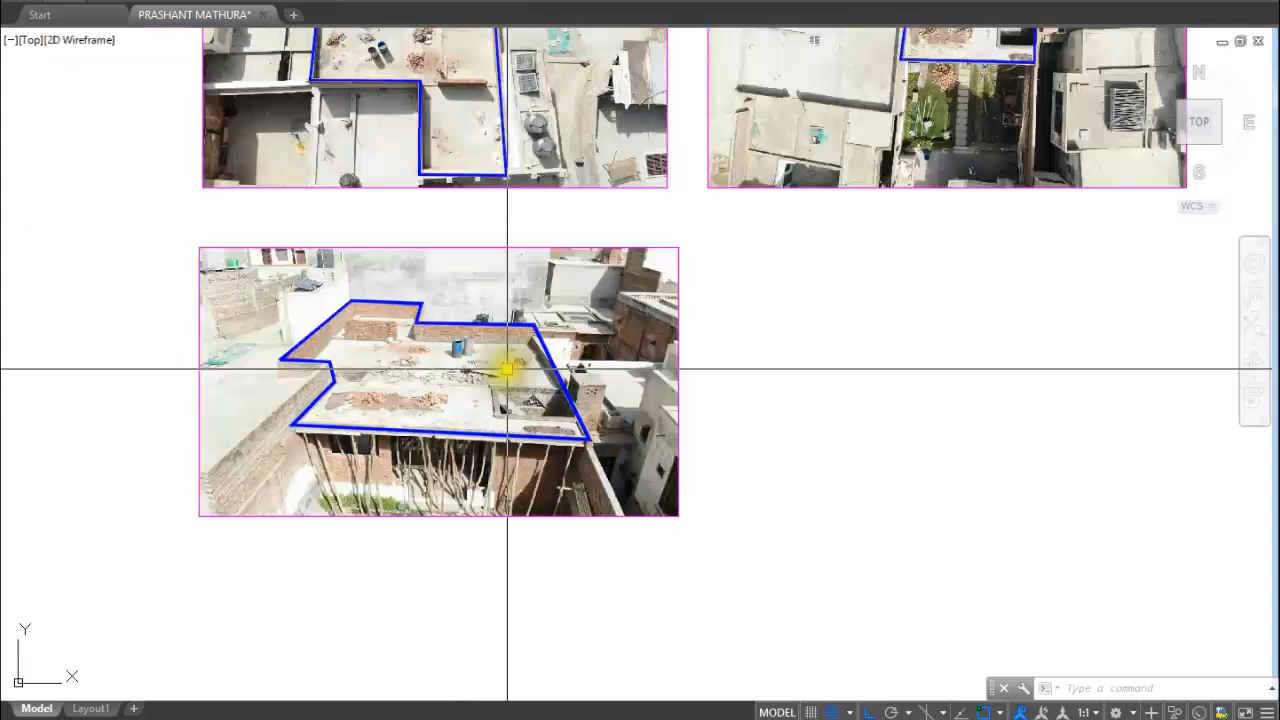 Start
PRASHANT MATHURA*
[−][Top][2D Wireframe]
N
TOP
E
S
WCS
Y
X
Type a command
Model
Layout1
MODEL
1:1